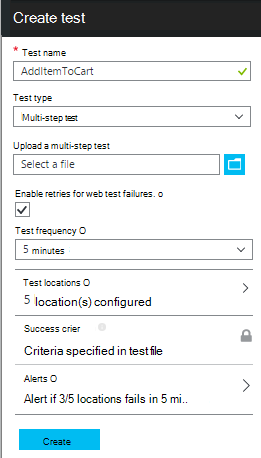 Create test
* Test name
AddItemToCart
Test type
Multi-step test
Upload a multi-step test
Select a file
Enable retries for web test failures. o
Test frequency O
5 minutes
Test locations O
5 location(s) configured
Success crier
Criteria specified in test file
Alerts O
Alert if 3/5 locations fails in 5 mi..
Create